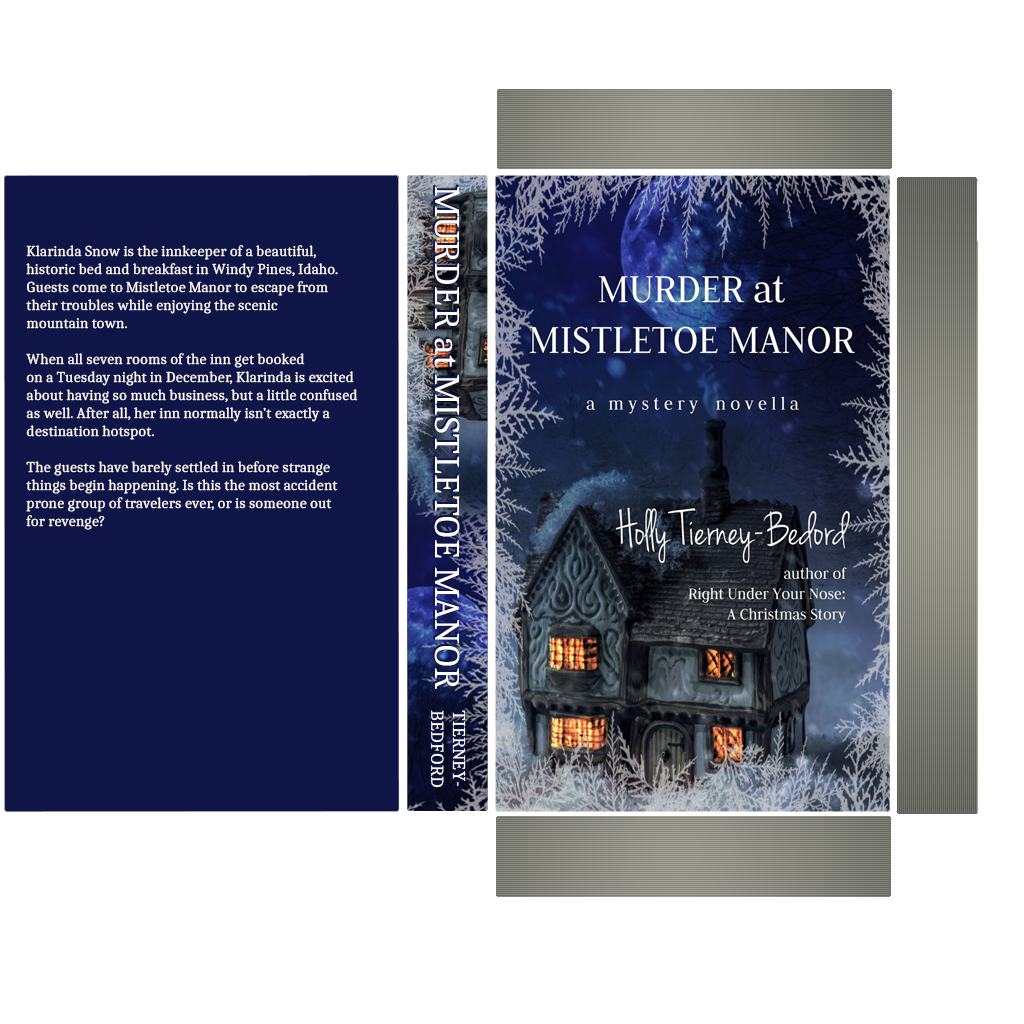 Klarinda Snow is the innkeeper of a beautiful,
historic bed and breakfast in Windy Pines, Idaho.
Guests come to Mistletoe Manor to escape from
their troubles while enjoying the scenic
mountain town.
When all seven rooms of the inn get booked
on a Tuesday night in December, Klarinda is excited
about having so much business, but a little confused
as well. After all, her inn normally isn't exactly a
destination hotspot.
The guests have barely settled in before strange
things begin happening. Is this the most accident
prone group of travelers ever, or is someone out
for revenge?
MURDER at MISTLETOE MANOR
TIERNEY-
BEDFORD
MURDER at
MISTLETOE MANOR
a mystery novella
Holly Tierney-Bedord
author of
Right Under Your Nose:
A Christmas Story